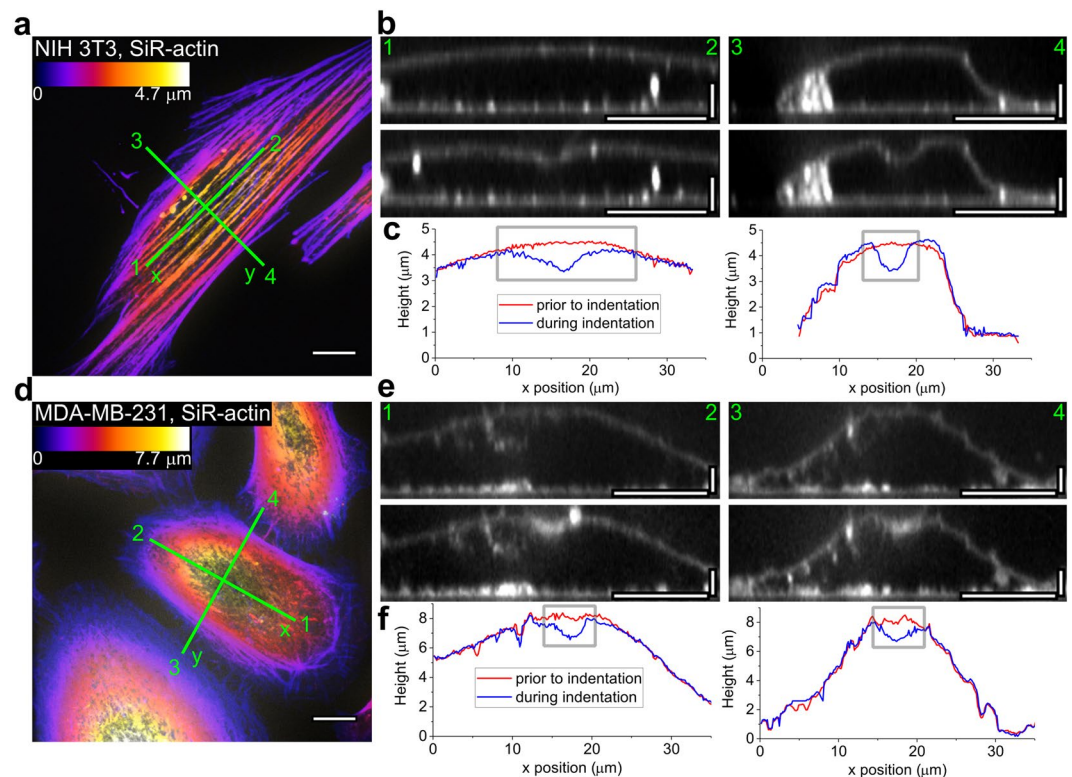 a
NIH 3T3, SiR-actin
0
4.7 μm
3
2
1
x
y
4
b
1
2
3
4
c
Height (μm)
5
4
3
2
1
0
0
10
20
30
x position (μm)
prior to indentation
during indentation
Height (μm)
5
4
3
2
1
0
0
10
20
30
x position (μm)
d
MDA-MB-231, SiR-actin
0
7.7 μm
4
2
x
1
3
y
e
1
2
3
4
f
Height (μm)
8
6
4
2
0
0
10
20
30
x position (μm)
prior to indentation
during indentation
Height (μm)
8
6
4
2
0
0
10
20
30
x position (μm)